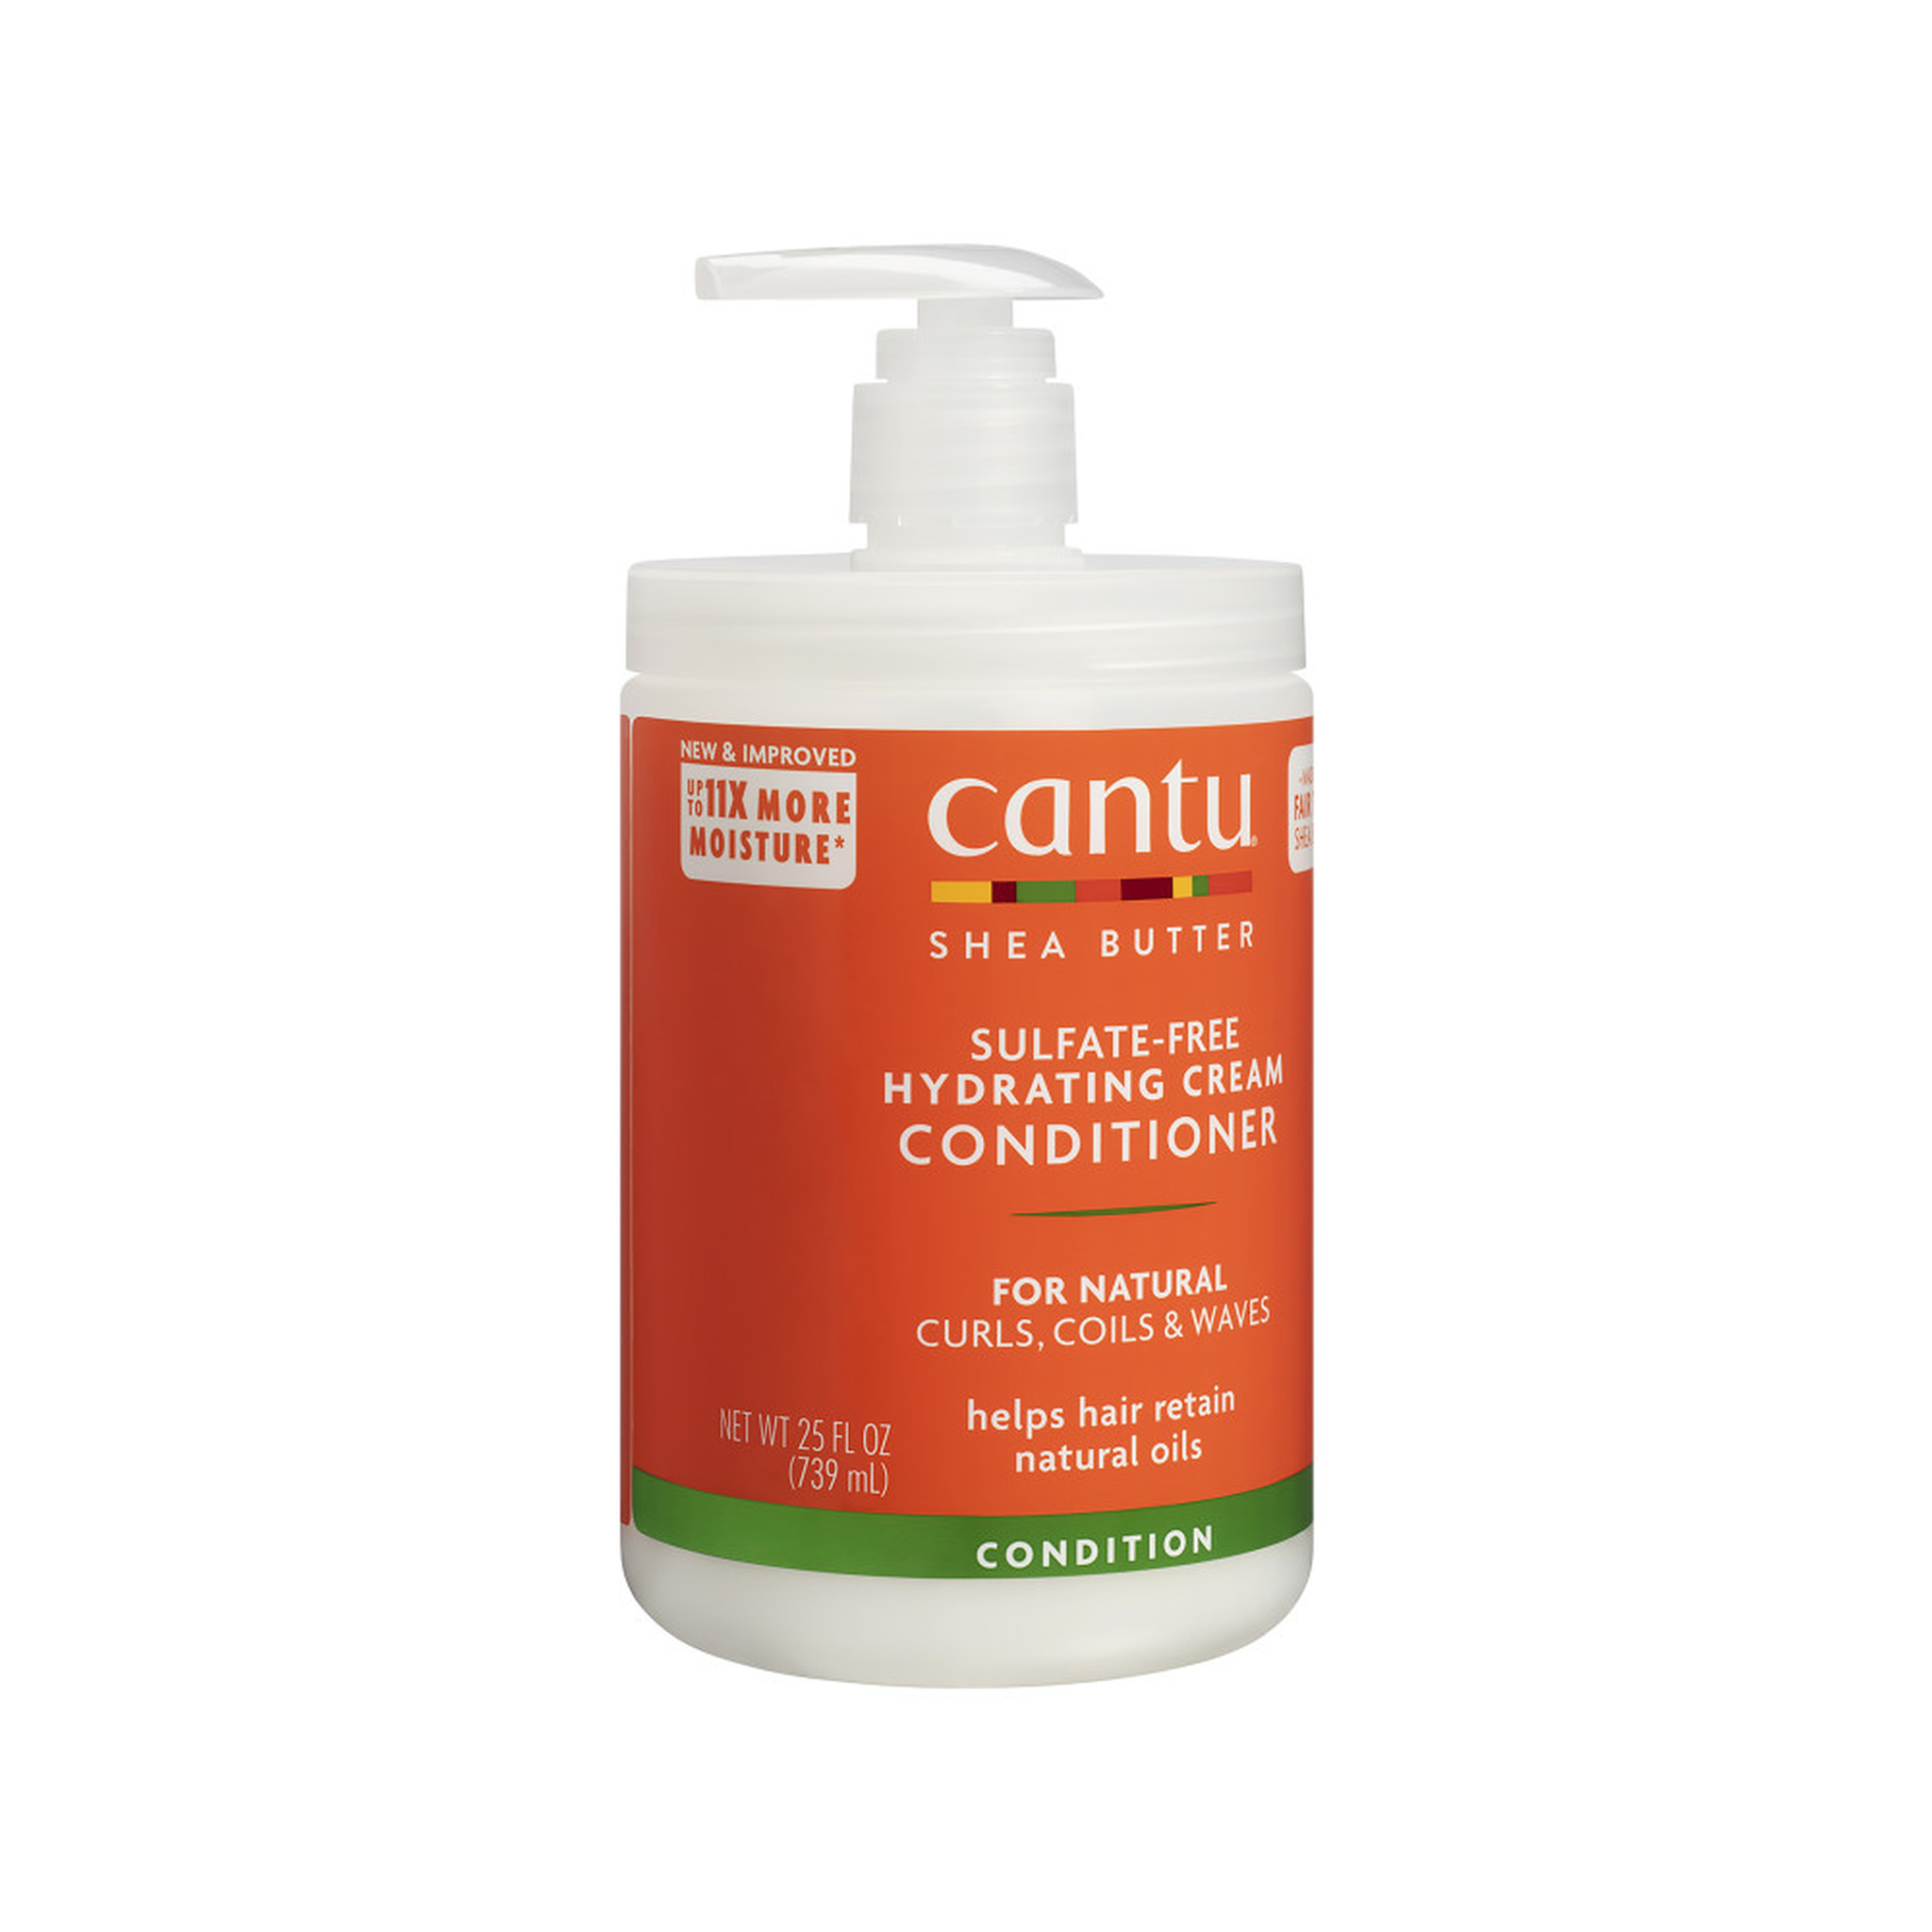 NEW & IMPROVED
UP TO 11X MORE
MOISTURE*
cantu
SHEA BUTTER
FAIR
SULFATE-FREE
HYDRATING CREAM
CONDITIONER
FOR NATURAL
CURLS, COILS & WAVES
helps hair retain
natural oils
NET WT 25 FL OZ
(739 mL)
CONDITION